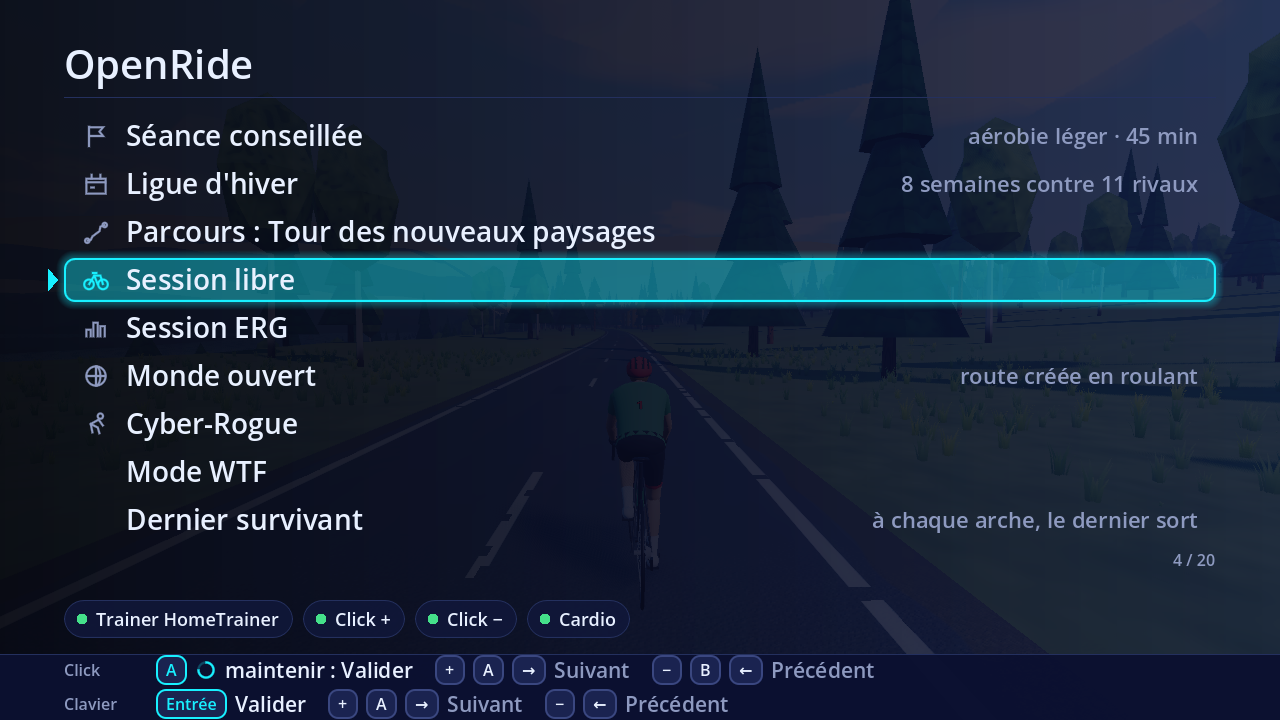 OpenRide
Séance conseillée aérobie léger · 45 min
Ligue d'hiver 8 semaines contre 11 rivaux
Parcours : Tour des nouveaux paysages
Session libre
Session ERG
Monde ouvert route créée en roulant
Cyber-Rogue
Mode WTF
Dernier survivant à chaque arche, le dernier sort
4 / 20
Trainer HomeTrainer Click + Click − Cardio
Click A maintenir : Valider + A → Suivant − B ← Précédent
Clavier Entrée Valider + A → Suivant − ← Précédent